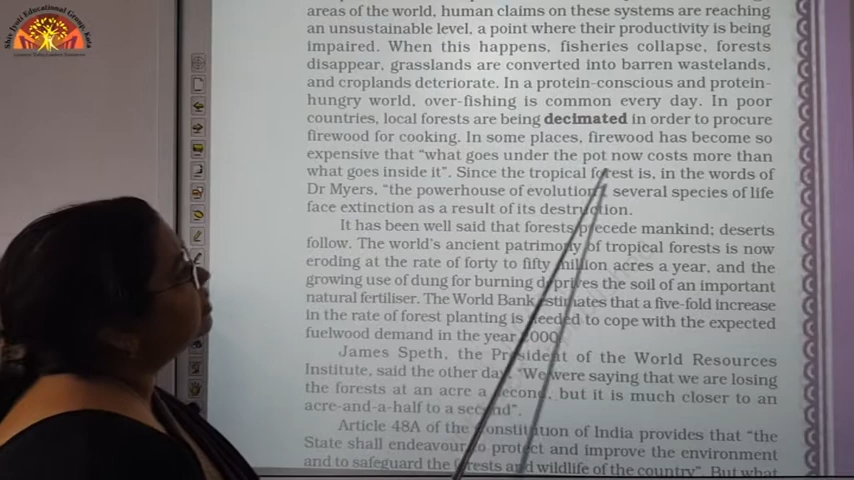 Shiv Jyoti Educational Group, Kota
areas of the world, human claims on these systems are reaching
an unsustainable level, a point where their productivity is being
impaired. When this happens, fisheries collapse, forests
disappear, grasslands are converted into barren wastelands,
and croplands deteriorate. In a protein-conscious and protein-
hungry world, over-fishing is common every day. In poor
countries, local forests are being decimated in order to procure
firewood for cooking. In some places, firewood has become so
expensive that “what goes under the pot now costs more than
what goes inside it”. Since the tropical forest is, in the words of
Dr Myers, “the powerhouse of evolution”, several species of life
face extinction as a result of its destruction.
It has been well said that forests precede mankind; deserts
follow. The world's ancient patrimony of tropical forests is now
eroding at the rate of forty to fifty million acres a year, and the
growing use of dung for burning deprives the soil of an important
natural fertiliser. The World Bank estimates that a five-fold increase
in the rate of forest planting is needed to cope with the expected
fuelwood demand in the year 2000.
James Speth, the President of the World Resources
Institute, said the other day, “We were saying that we are losing
the forests at an acre a second, but it is much closer to an
acre-and-a-half to a second”.
Article 48A of the Constitution of India provides that “the
State shall endeavour to protect and improve the environment
and to safeguard the forests and wildlife of the country”. But what